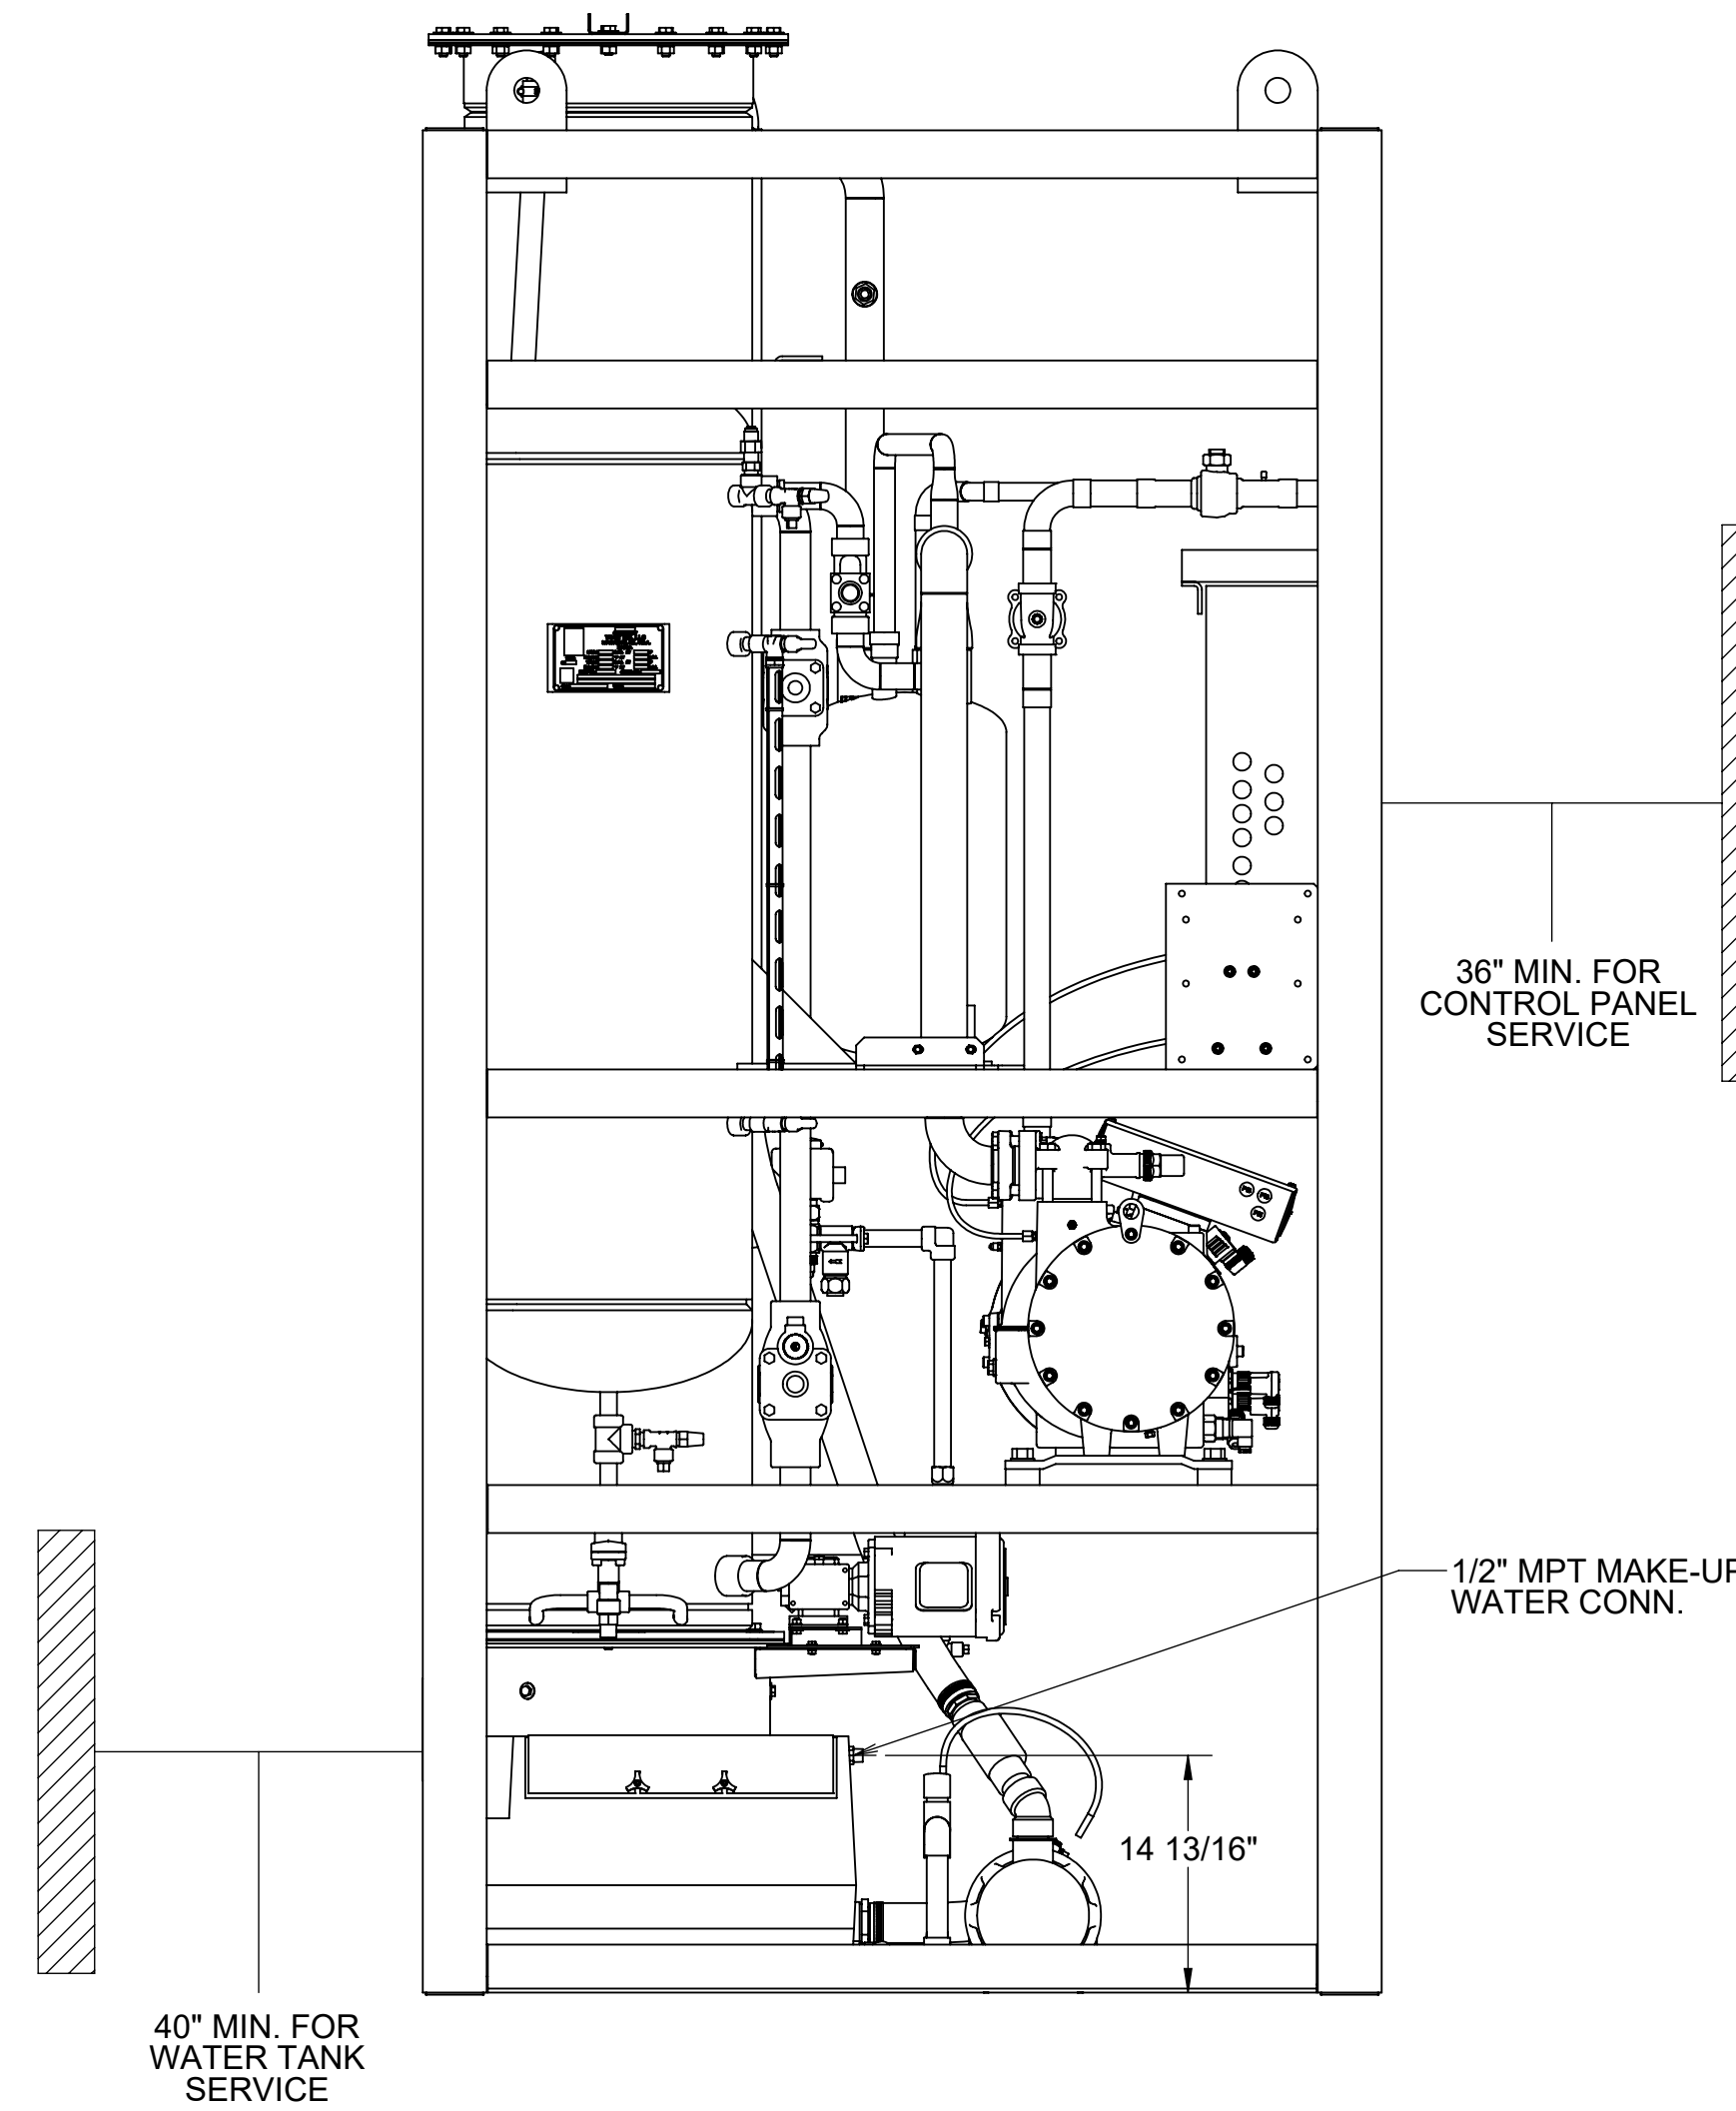 36" MIN. FOR
CONTROL PANEL
SERVICE
1/2" MPT MAKE-UP
WATER CONN.
14 13/16"
40" MIN. FOR
WATER TANK
SERVICE